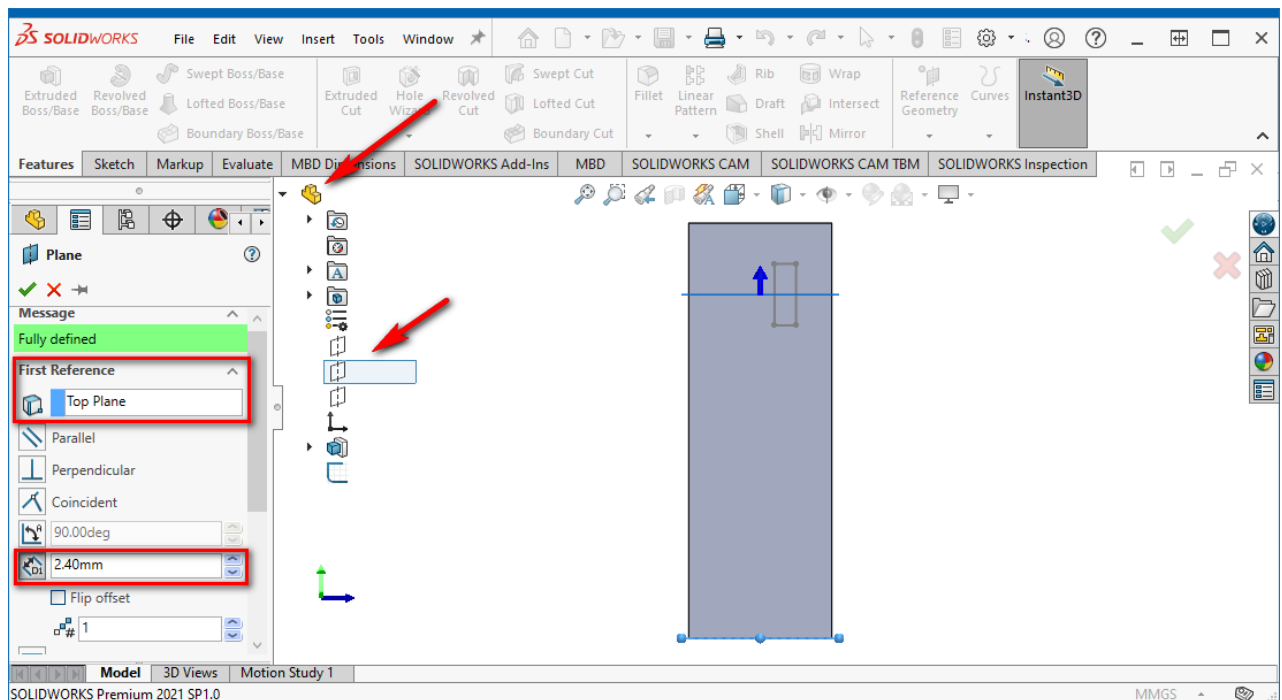 SOLIDWORKS File Edit View Insert Tools Window
Extruded Boss/Base
Revolved Boss/Base
Swept Boss/Base
Lofted Boss/Base
Boundary Boss/Base
Extruded Cut
Hole Wizard
Revolved Cut
Swept Cut
Lofted Cut
Boundary Cut
Fillet
Linear Pattern
Rib
Draft
Shell
Wrap
Intersect
Mirror
Reference Geometry
Curves
Instant3D
Features Sketch Markup Evaluate MBD Dimensions SOLIDWORKS Add-Ins MBD SOLIDWORKS CAM SOLIDWORKS CAM TBM SOLIDWORKS Inspection
Plane
Message
Fully defined
First Reference
Top Plane
Parallel
Perpendicular
Coincident
90.00deg
2.40mm
Flip offset
1
Model 3D Views Motion Study 1
SOLIDWORKS Premium 2021 SP1.0 MMGS